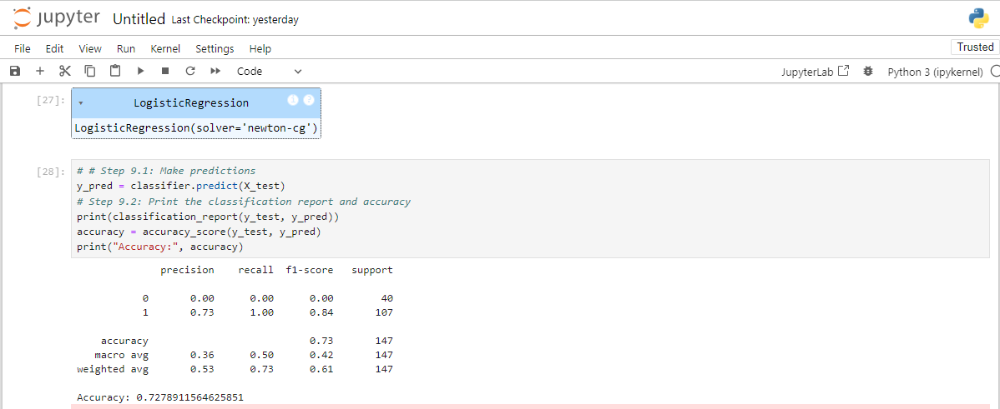 jupyter Untitled Last Checkpoint: yesterday
File Edit View Run Kernel Settings Help Trusted
Code JupyterLab Python 3 (ipykernel)
[27]: LogisticRegression i ?
LogisticRegression(solver='newton-cg')
[28]: # # Step 9.1: Make predictions
y_pred = classifier.predict(X_test)
# Step 9.2: Print the classification report and accuracy
print(classification_report(y_test, y_pred))
accuracy = accuracy_score(y_test, y_pred)
print("Accuracy:", accuracy)
precision recall f1-score support
0 0.00 0.00 0.00 40
1 0.73 1.00 0.84 107
accuracy 0.73 147
macro avg 0.36 0.50 0.42 147
weighted avg 0.53 0.73 0.61 147
Accuracy: 0.7278911564625851